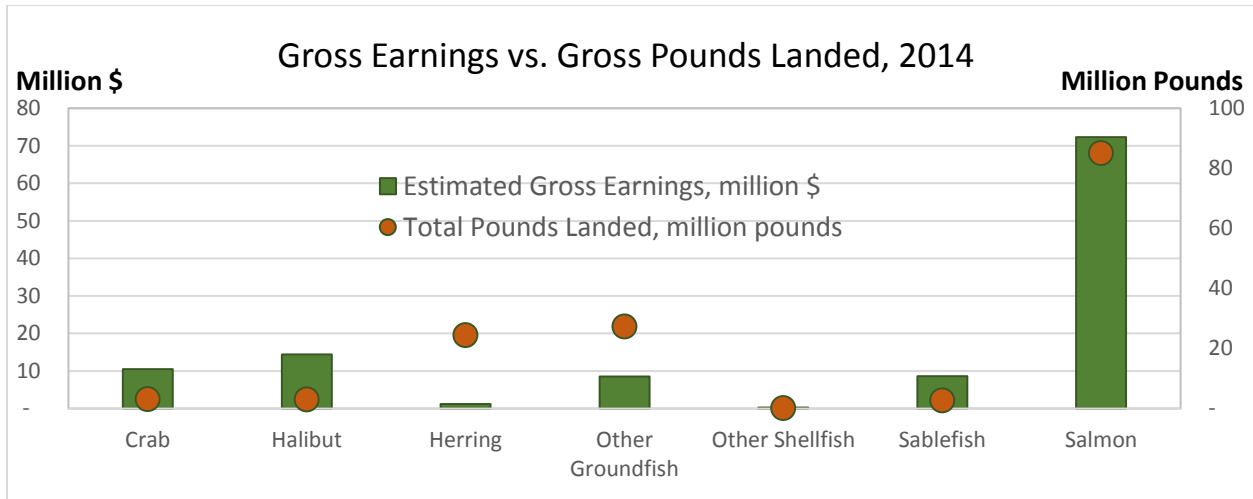 Gross Earnings vs. Gross Pounds Landed, 2014
Million $
Million Pounds
80
70
60
50
40
30
20
10
-
100
80
60
40
20
-
Estimated Gross Earnings, million $
Total Pounds Landed, million pounds
Crab
Halibut
Herring
Other
Groundfish
Other Shellfish
Sablefish
Salmon